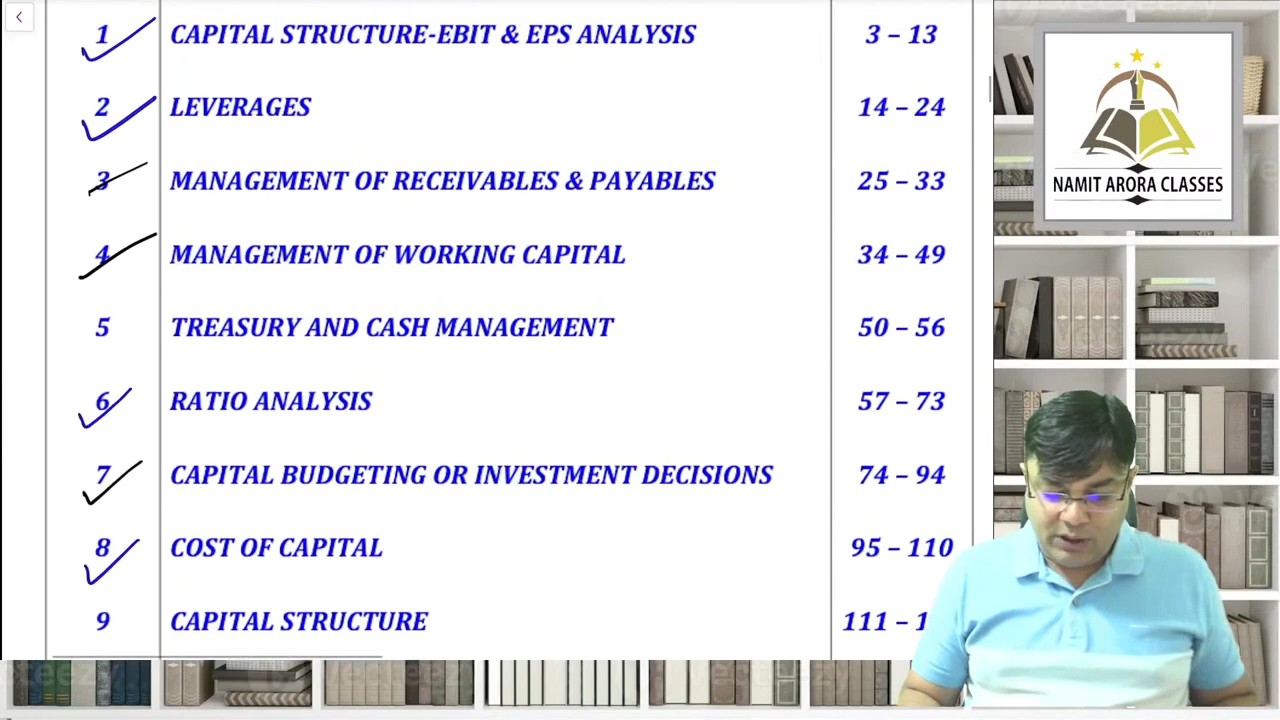 1 CAPITAL STRUCTURE-EBIT & EPS ANALYSIS 3 – 13
2 LEVERAGES 14 – 24
3 MANAGEMENT OF RECEIVABLES & PAYABLES 25 – 33
4 MANAGEMENT OF WORKING CAPITAL 34 – 49
5 TREASURY AND CASH MANAGEMENT 50 – 56
6 RATIO ANALYSIS 57 – 73
7 CAPITAL BUDGETING OR INVESTMENT DECISIONS 74 – 94
8 COST OF CAPITAL 95 – 110
9 CAPITAL STRUCTURE 111 – 1
NAMIT ARORA CLASSES